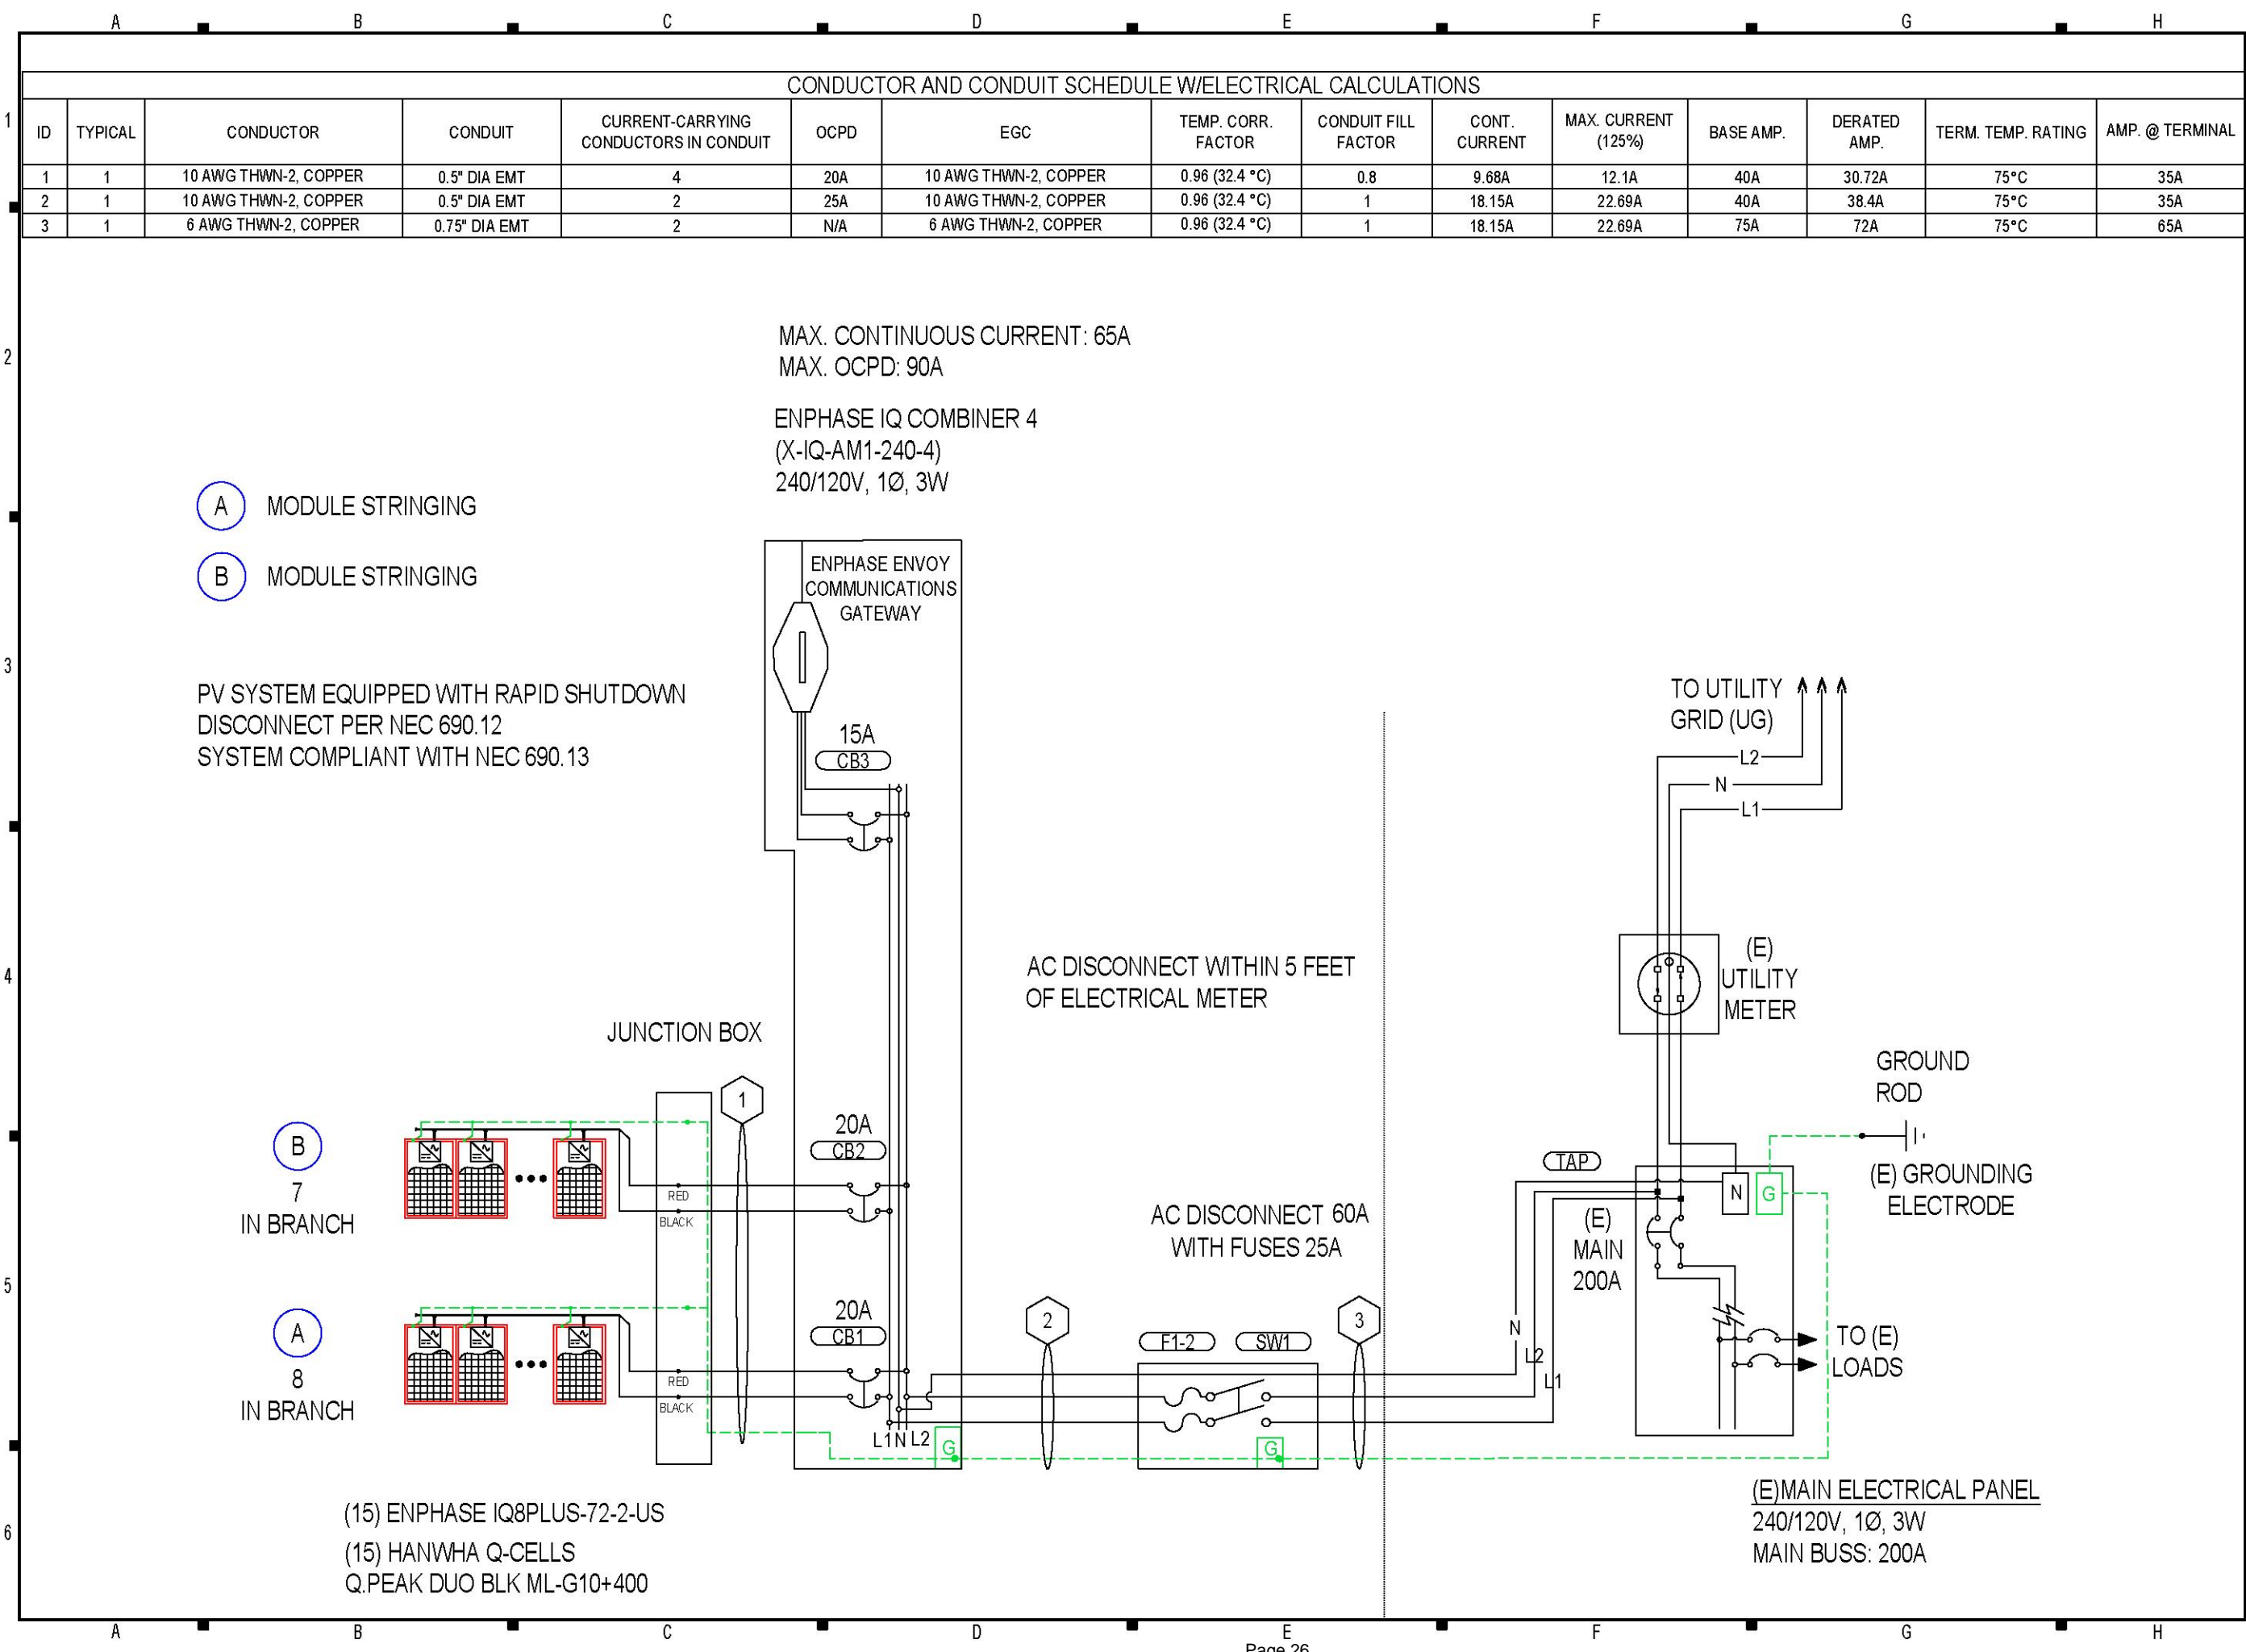 A B C D E F G H
CONDUCTOR AND CONDUIT SCHEDULE W/ELECTRICAL CALCULATIONS
ID TYPICAL CONDUCTOR CONDUIT CURRENT-CARRYING CONDUCTORS IN CONDUIT OCPD EGC TEMP. CORR. FACTOR CONDUIT FILL FACTOR CONT. CURRENT MAX. CURRENT (125%) BASE AMP. DERATED AMP. TERM. TEMP. RATING AMP. @ TERMINAL
1 1 10 AWG THWN-2, COPPER 0.5" DIA EMT 4 20A 10 AWG THWN-2, COPPER 0.96 (32.4 °C) 0.8 9.68A 12.1A 40A 30.72A 75°C 35A
2 1 10 AWG THWN-2, COPPER 0.5" DIA EMT 2 25A 10 AWG THWN-2, COPPER 0.96 (32.4 °C) 1 18.15A 22.69A 40A 38.4A 75°C 35A
3 1 6 AWG THWN-2, COPPER 0.75" DIA EMT 2 N/A 6 AWG THWN-2, COPPER 0.96 (32.4 °C) 1 18.15A 22.69A 75A 72A 75°C 65A
1
2
3
4
5
6
MAX. CONTINUOUS CURRENT: 65A
MAX. OCPD: 90A
ENPHASE IQ COMBINER 4
(X-IQ-AM1-240-4)
240/120V, 1Ø, 3W
A MODULE STRINGING
B MODULE STRINGING
ENPHASE ENVOY
COMMUNICATIONS
GATEWAY
PV SYSTEM EQUIPPED WITH RAPID SHUTDOWN
DISCONNECT PER NEC 690.12
SYSTEM COMPLIANT WITH NEC 690.13
15A
CB3
TO UTILITY
GRID (UG)
L2
N
L1
(E)
UTILITY
METER
AC DISCONNECT WITHIN 5 FEET
OF ELECTRICAL METER
JUNCTION BOX
1
GROUND
ROD
B
7
IN BRANCH
RED
BLACK
20A
CB2
TAP
N
G
(E) GROUNDING
ELECTRODE
AC DISCONNECT 60A
WITH FUSES 25A
(E)
MAIN
200A
A
8
IN BRANCH
RED
BLACK
20A
CB1
2
F1-2
SW1
3
N
L2
L1
TO (E)
LOADS
L1 N L2
G
G
(15) ENPHASE IQ8PLUS-72-2-US
(15) HANWHA Q-CELLS
Q.PEAK DUO BLK ML-G10+400
(E)MAIN ELECTRICAL PANEL
240/120V, 1Ø, 3W
MAIN BUSS: 200A
A B C D E F G H
Page 26